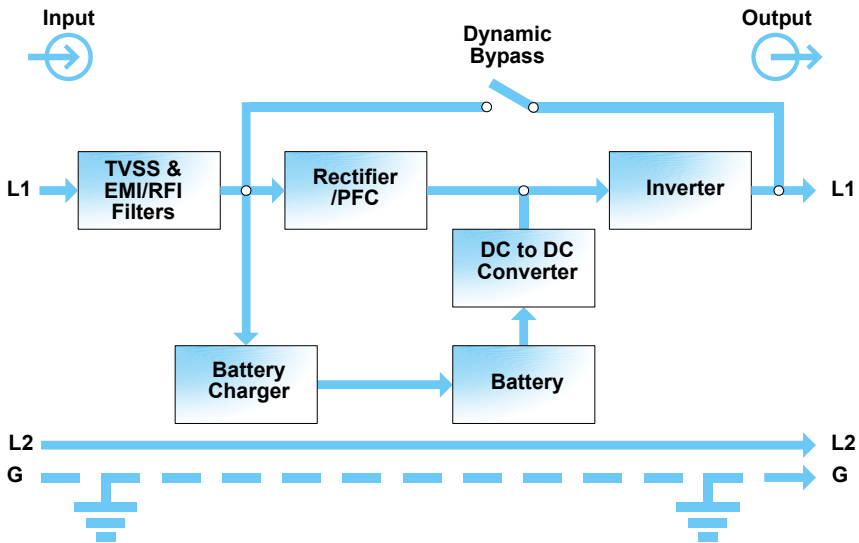 Input
Output
Dynamic
Bypass
L1
TVSS &
EMI/RFI
Filters
Rectifier
/PFC
Inverter
L1
DC to DC
Converter
Battery
Charger
Battery
L2
L2
G
G